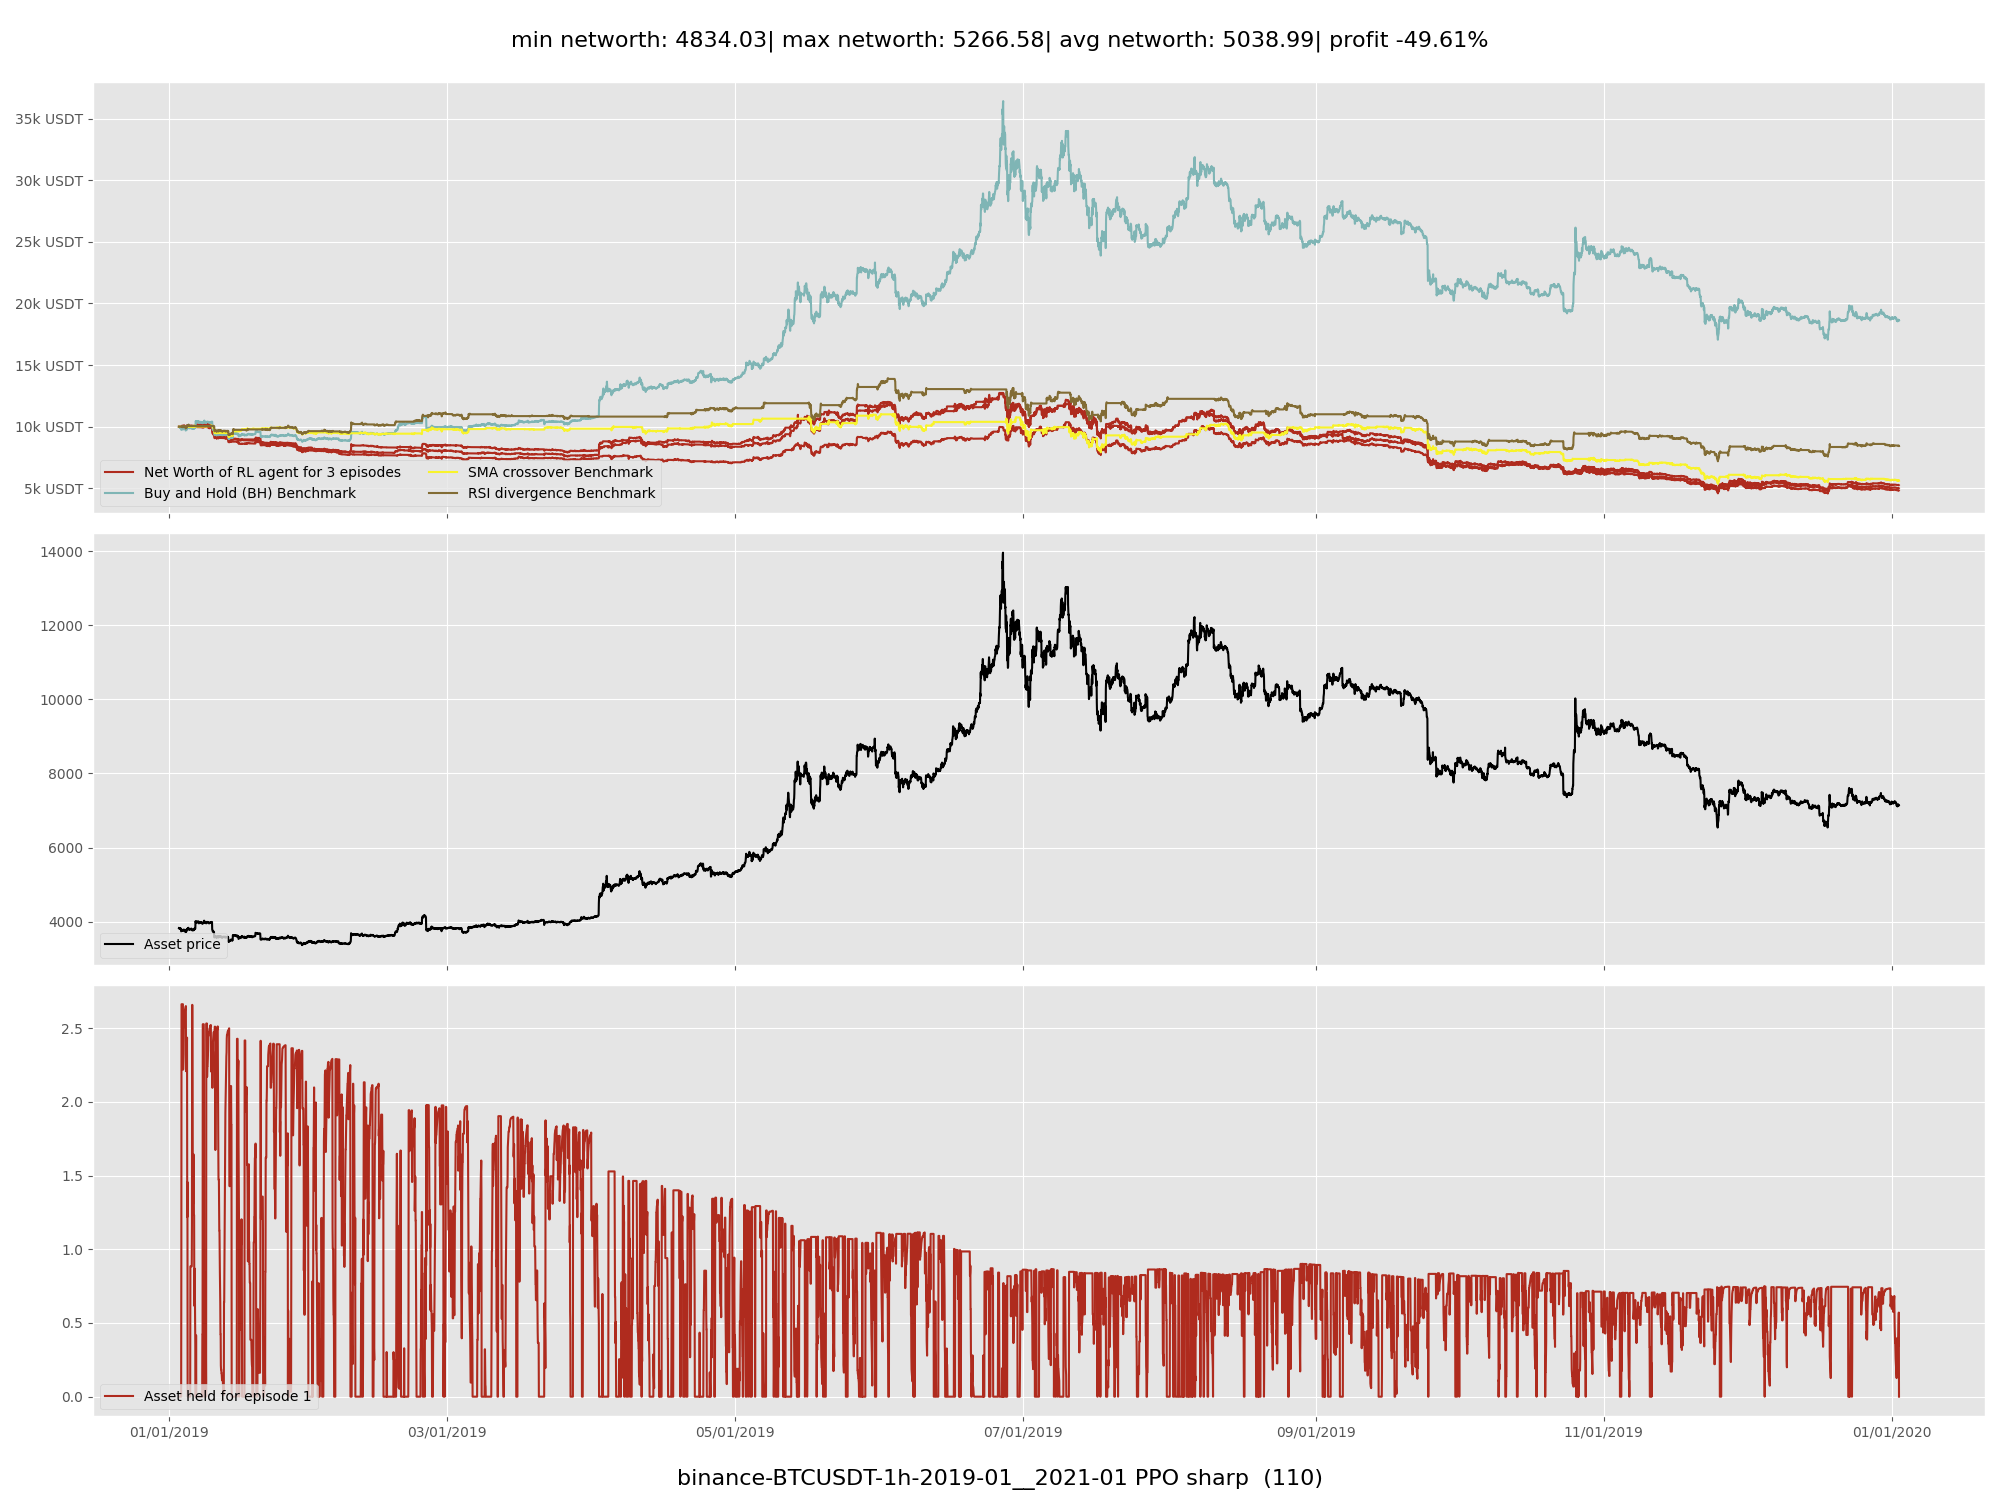 min networth: 4834.03| max networth: 5266.58| avg networth: 5038.99| profit -49.61%
35k USDT
30k USDT
25k USDT
20k USDT
15k USDT
10k USDT
5k USDT
Net Worth of RL agent for 3 episodes
Buy and Hold (BH) Benchmark
SMA crossover Benchmark
RSI divergence Benchmark
14000
12000
10000
8000
6000
4000
Asset price
2.5
2.0
1.5
1.0
0.5
0.0
Asset held for episode 1
01/01/2019 03/01/2019 05/01/2019 07/01/2019 09/01/2019 11/01/2019 01/01/2020
binance-BTCUSDT-1h-2019-01__2021-01 PPO sharp (110)